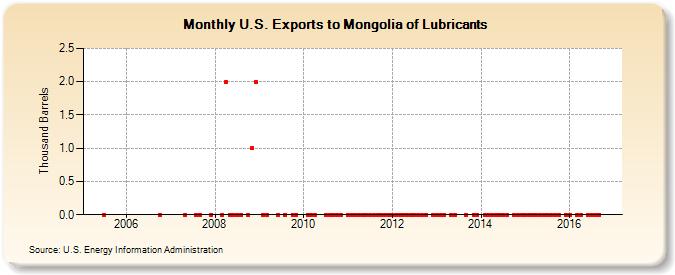 Monthly U.S. Exports to Mongolia of Lubricants
Thousand Barrels
2.5
2.0
1.5
1.0
0.5
0.0
2006 2008 2010 2012 2014 2016
Source: U.S. Energy Information Administration